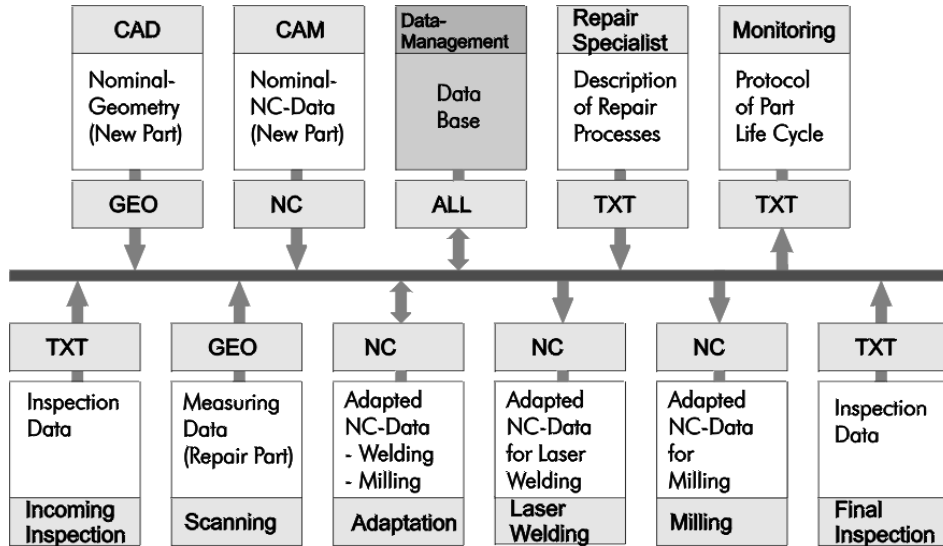 CAD
Nominal-
Geometry
(New Part)
GEO
CAM
Nominal-
NC-Data
(New Part)
NC
Data-
Management
Data
Base
ALL
Repair
Specialist
Description
of Repair
Processes
TXT
Monitoring
Protocol
of Part
Life Cycle
TXT
TXT
Inspection
Data
Incoming
Inspection
GEO
Measuring
Data
(Repair Part)
Scanning
NC
Adapted
NC-Data
- Welding
- Milling
Adaptation
NC
Adapted
NC-Data
for Laser
Welding
Laser
Welding
NC
Adapted
NC-Data
for
Milling
Milling
TXT
Inspection
Data
Final
Inspection